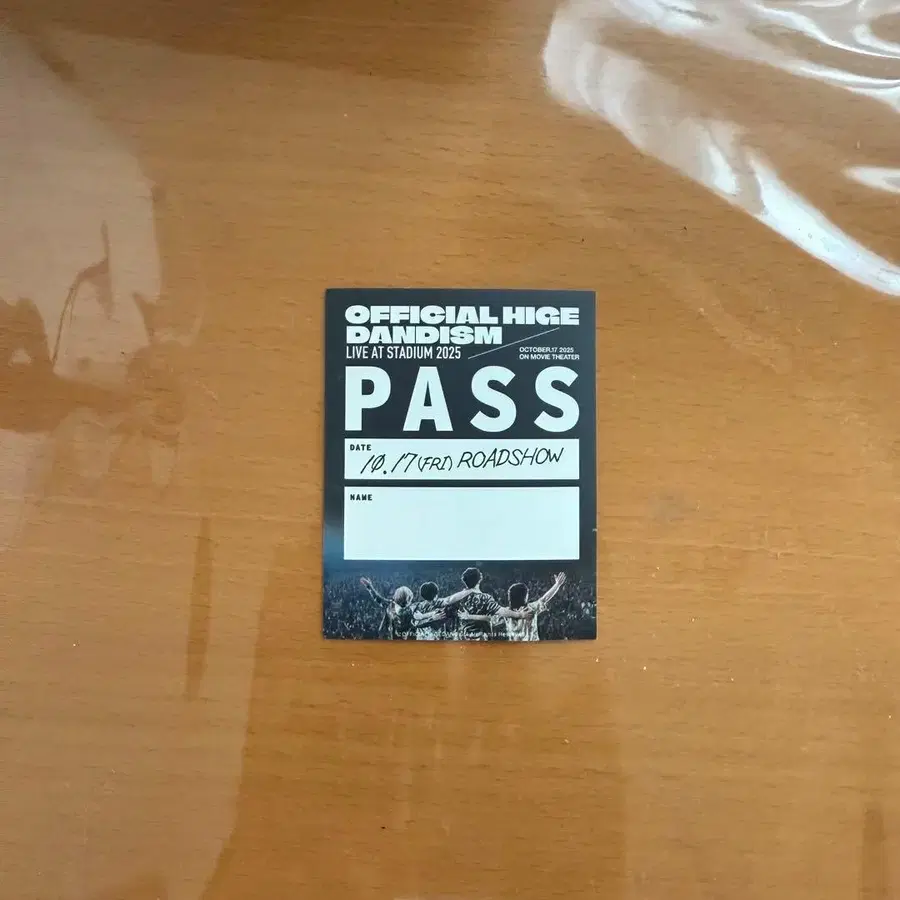 OFFICIAL HIGE
DANDISM
LIVE AT STADIUM 2025
OCTOBER.17 2025
ON MOVIE THEATER
PASS
DATE
10.17(FRI) ROADSHOW
NAME